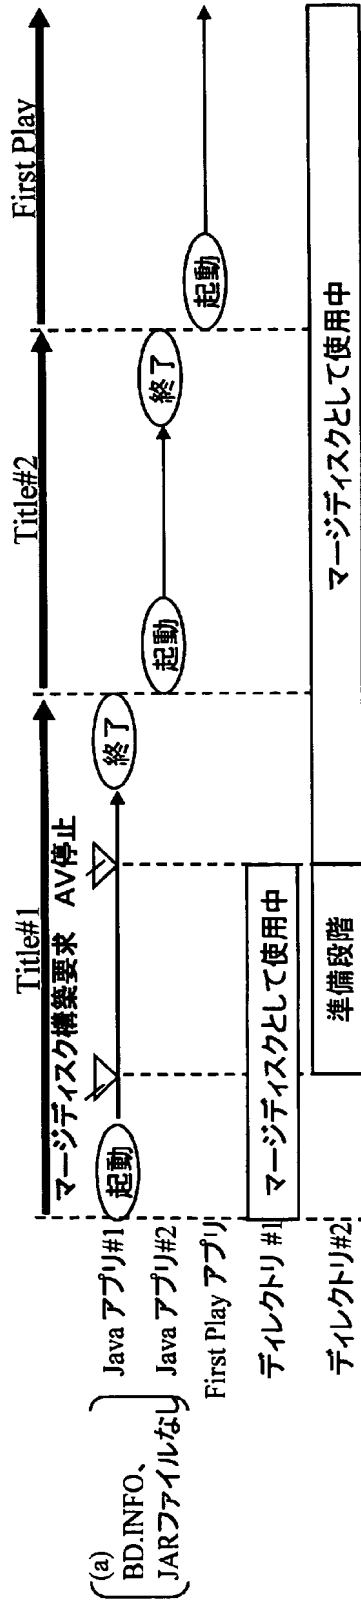 (a)
BD.INFO、
JARファイルなし
Title#1
Title#2
First Play
マージディスク構築要求 AV停止
Java アプリ#1
起動
終了
Java アプリ#2
起動
終了
First Play アプリ
起動
ディレクトリ #1
マージディスクとして使用中
ディレクトリ#2
準備段階
マージディスクとして使用中